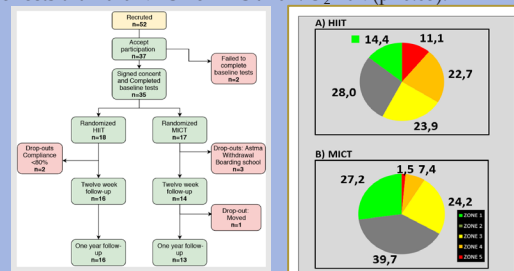 Recruted
n=52
Accept
participation
n=37
Failed to
complete
baseline tests
n=2
Signed concent
and Completed
baseline tests
n=35
Randomized
HIIT
n=18
Randomized
MICT
n=17
Drop-outs
Compliance
<80%
n=2
Drop-outs: Astma
Withdrawal
Boarding school
n=3
Twelve week
follow-up
n=16
Twelve week
follow-up
n=14
Drop-out:
Moved
n=1
One year follow-
up
n=16
One year follow-
up
n=13
A) HIIT
14,4
11,1
28,0
22,7
23,9
B) MICT
1,5
7,4
27,2
24,2
39,7
ZONE 1
ZONE 2
ZONE 3
ZONE 4
ZONE 5